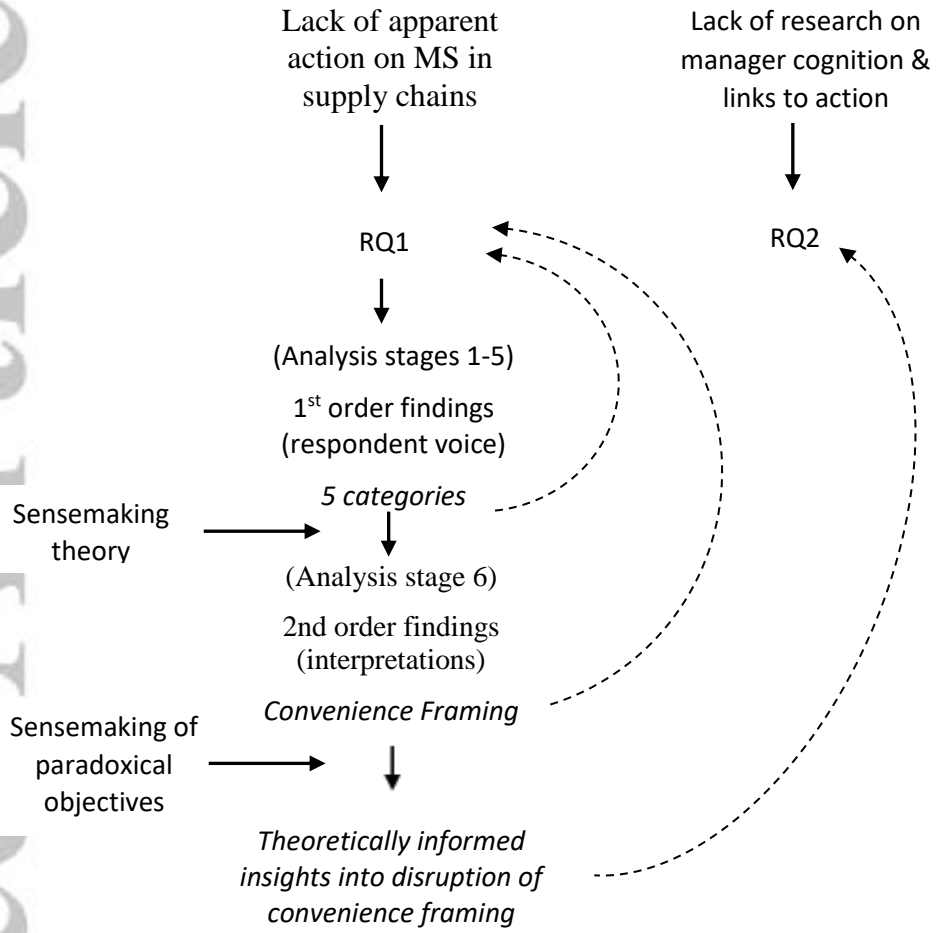 Lack of apparent
action on MS in
supply chains
Lack of research on
manager cognition &
links to action
RQ1
RQ2
(Analysis stages 1-5)
1st order findings
(respondent voice)
5 categories
Sensemaking
theory
(Analysis stage 6)
2nd order findings
(interpretations)
Convenience Framing
Sensemaking of
paradoxical
objectives
Theoretically informed
insights into disruption of
convenience framing